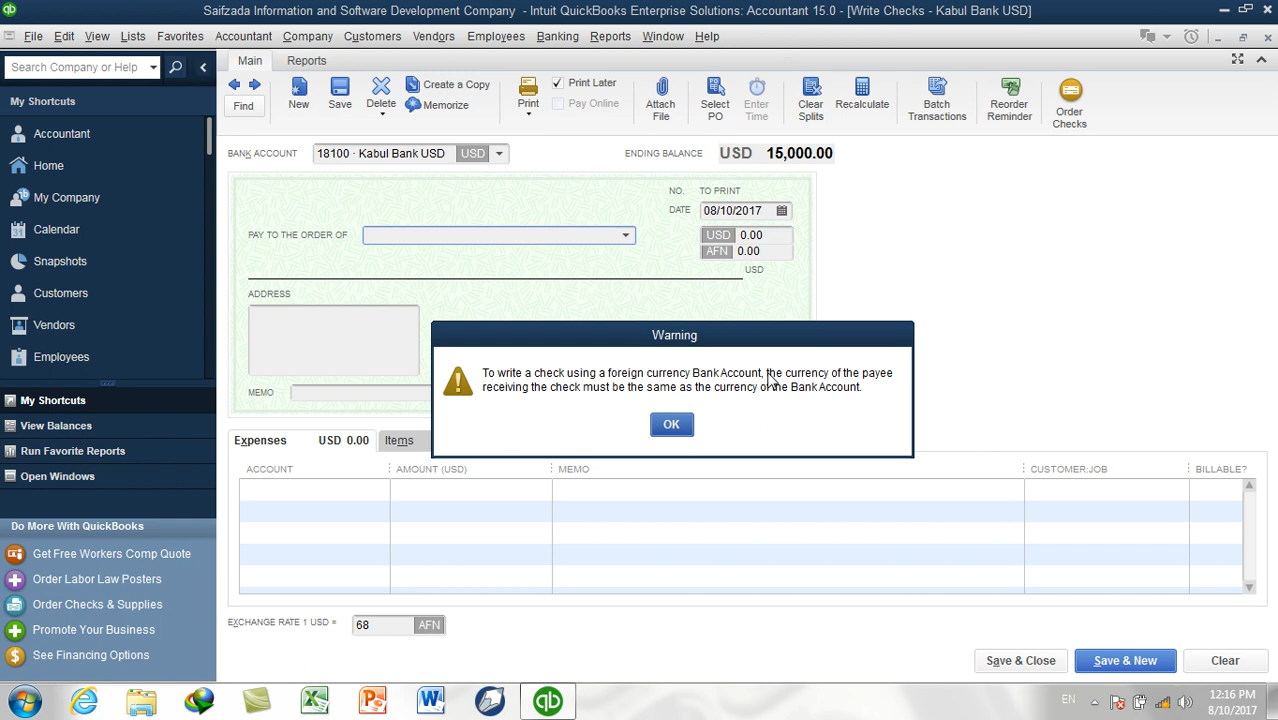 Saifzada Information and Software Development Company - Intuit QuickBooks Enterprise Solutions: Accountant 15.0 - [Write Checks - Kabul Bank USD]
File Edit View Lists Favorites Accountant Company Customers Vendors Employees Banking Reports Window Help
Search Company or Help
My Shortcuts
Accountant
Home
My Company
Calendar
Snapshots
Customers
Vendors
Employees
My Shortcuts
View Balances
Run Favorite Reports
Open Windows
Do More With QuickBooks
Get Free Workers Comp Quote
Order Labor Law Posters
Order Checks & Supplies
Promote Your Business
See Financing Options
Main Reports
Find
New
Save
Delete
Create a Copy
Memorize
Print
Print Later
Pay Online
Attach File
Select PO
Enter Time
Clear Splits
Recalculate
Batch Transactions
Reorder Reminder
Order Checks
BANK ACCOUNT 18100 · Kabul Bank USD USD ENDING BALANCE USD 15,000.00
NO. TO PRINT
DATE 08/10/2017
PAY TO THE ORDER OF USD 0.00
AFN 0.00
USD
ADDRESS
MEMO
Warning
To write a check using a foreign currency Bank Account, the currency of the payee
receiving the check must be the same as the currency of the Bank Account.
OK
Expenses USD 0.00 Items
ACCOUNT AMOUNT (USD) MEMO CUSTOMER:JOB BILLABLE?
EXCHANGE RATE 1 USD = 68 AFN
Save & Close Save & New Clear
EN
12:16 PM
8/10/2017